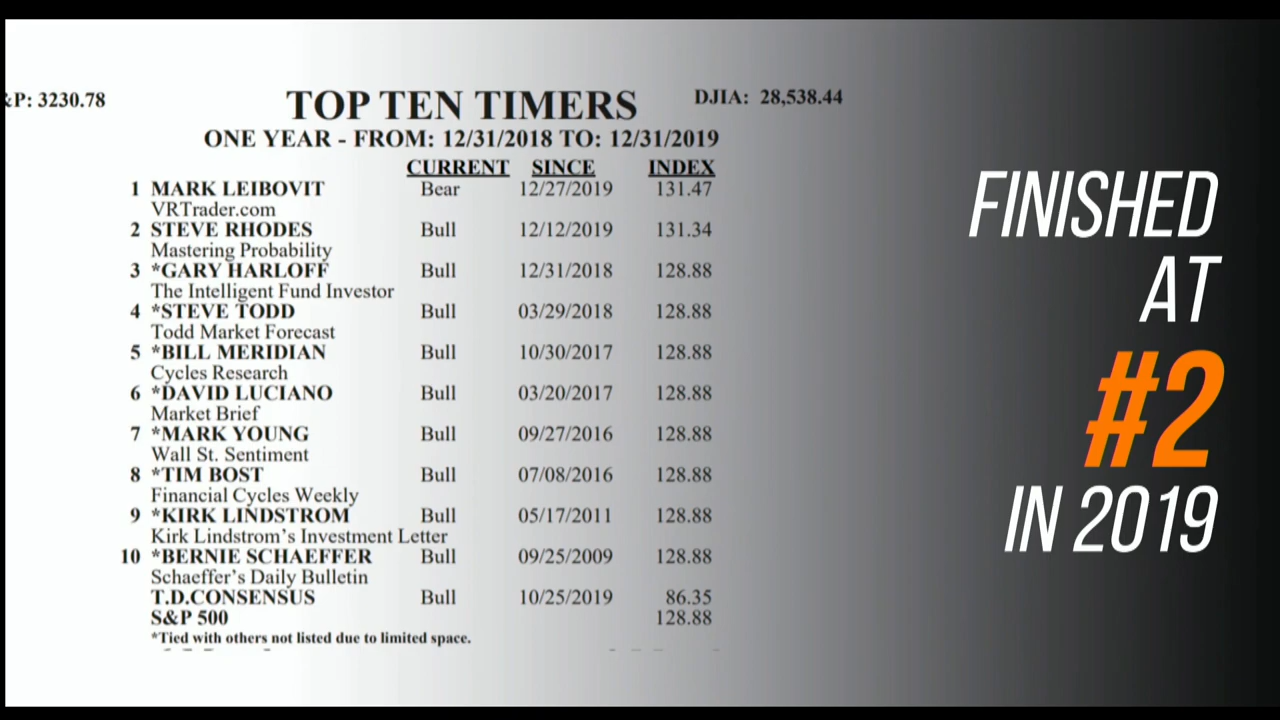 &P: 3230.78
TOP TEN TIMERS
DJIA: 28,538.44
ONE YEAR - FROM: 12/31/2018 TO: 12/31/2019
CURRENT SINCE INDEX
1 MARK LEIBOVIT Bear 12/27/2019 131.47
VRTrader.com
2 STEVE RHODES Bull 12/12/2019 131.34
Mastering Probability
3 *GARY HARLOFF Bull 12/31/2018 128.88
The Intelligent Fund Investor
4 *STEVE TODD Bull 03/29/2018 128.88
Todd Market Forecast
5 *BILL MERIDIAN Bull 10/30/2017 128.88
Cycles Research
6 *DAVID LUCIANO Bull 03/20/2017 128.88
Market Brief
7 *MARK YOUNG Bull 09/27/2016 128.88
Wall St. Sentiment
8 *TIM BOST Bull 07/08/2016 128.88
Financial Cycles Weekly
9 *KIRK LINDSTROM Bull 05/17/2011 128.88
Kirk Lindstrom's Investment Letter
10 *BERNIE SCHAEFFER Bull 09/25/2009 128.88
Schaeffer's Daily Bulletin
T.D.CONSENSUS Bull 10/25/2019 86.35
S&P 500 128.88
*Tied with others not listed due to limited space.
FINISHED
AT
#2
IN 2019